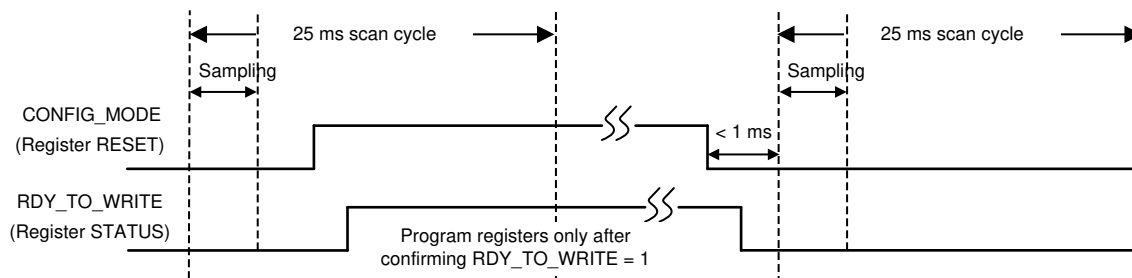 25 ms scan cycle
25 ms scan cycle
Sampling
Sampling
CONFIG_MODE
(Register RESET)
< 1 ms
RDY_TO_WRITE
(Register STATUS)
Program registers only after
confirming RDY_TO_WRITE = 1